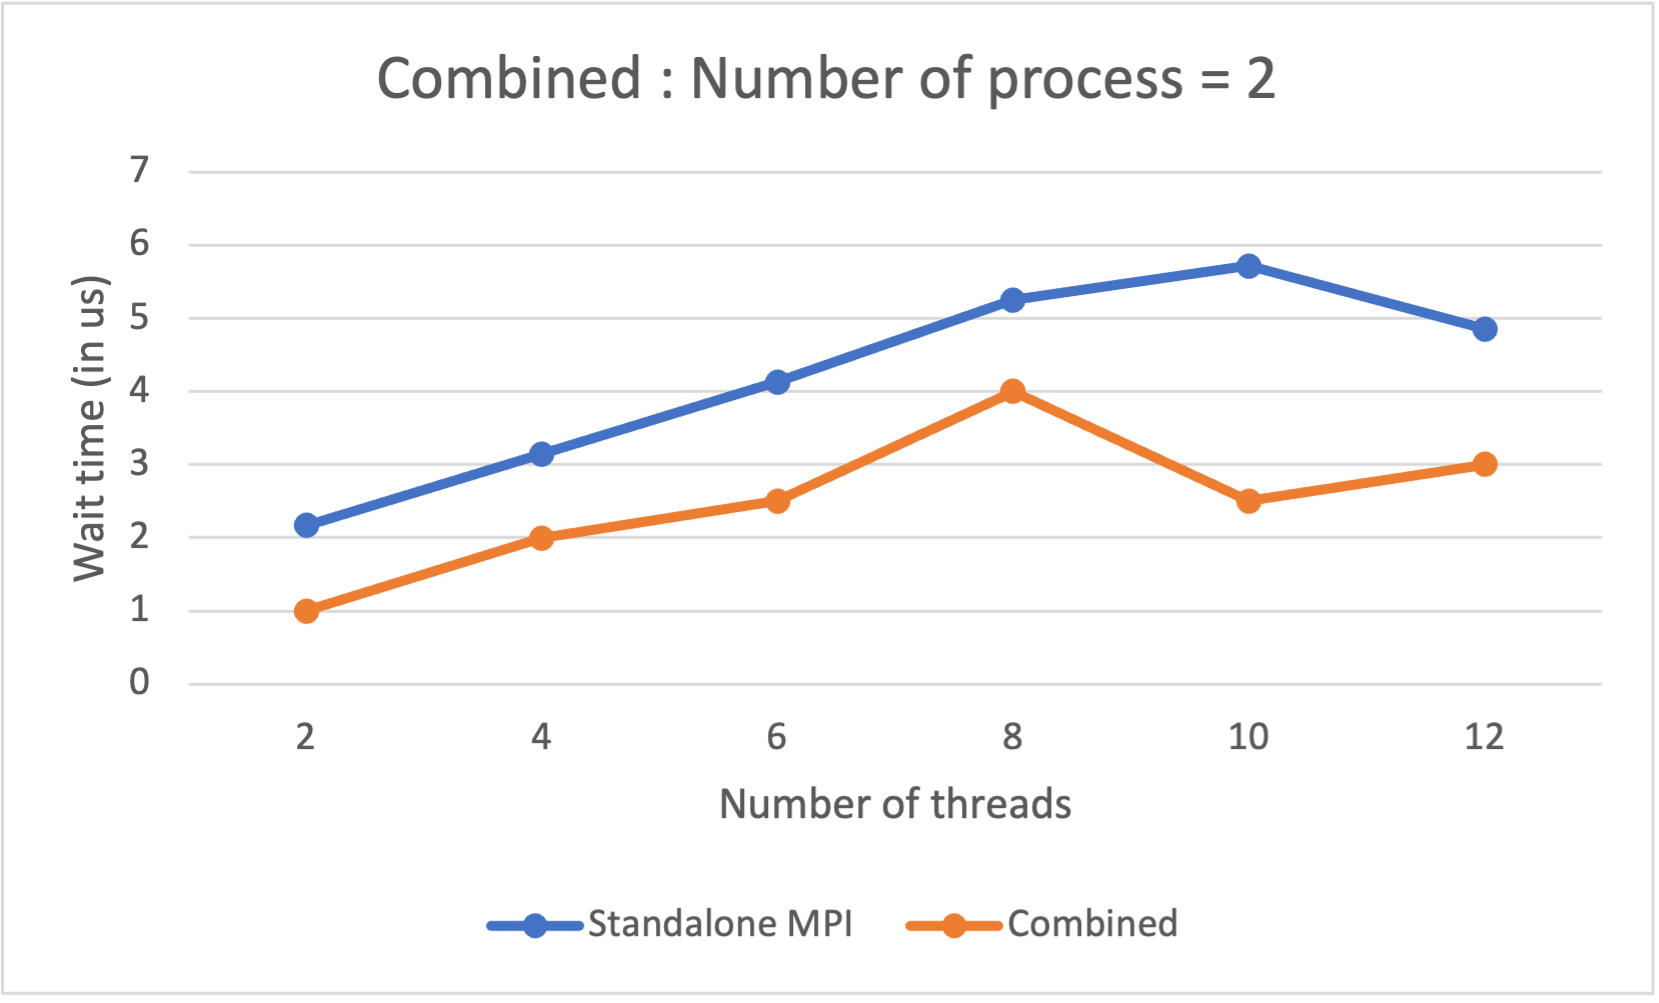 Combined : Number of process = 2
7
6
5
4
3
2
1
0
Wait time (in us)
2 4 6 8 10 12
Number of threads
Standalone MPI Combined